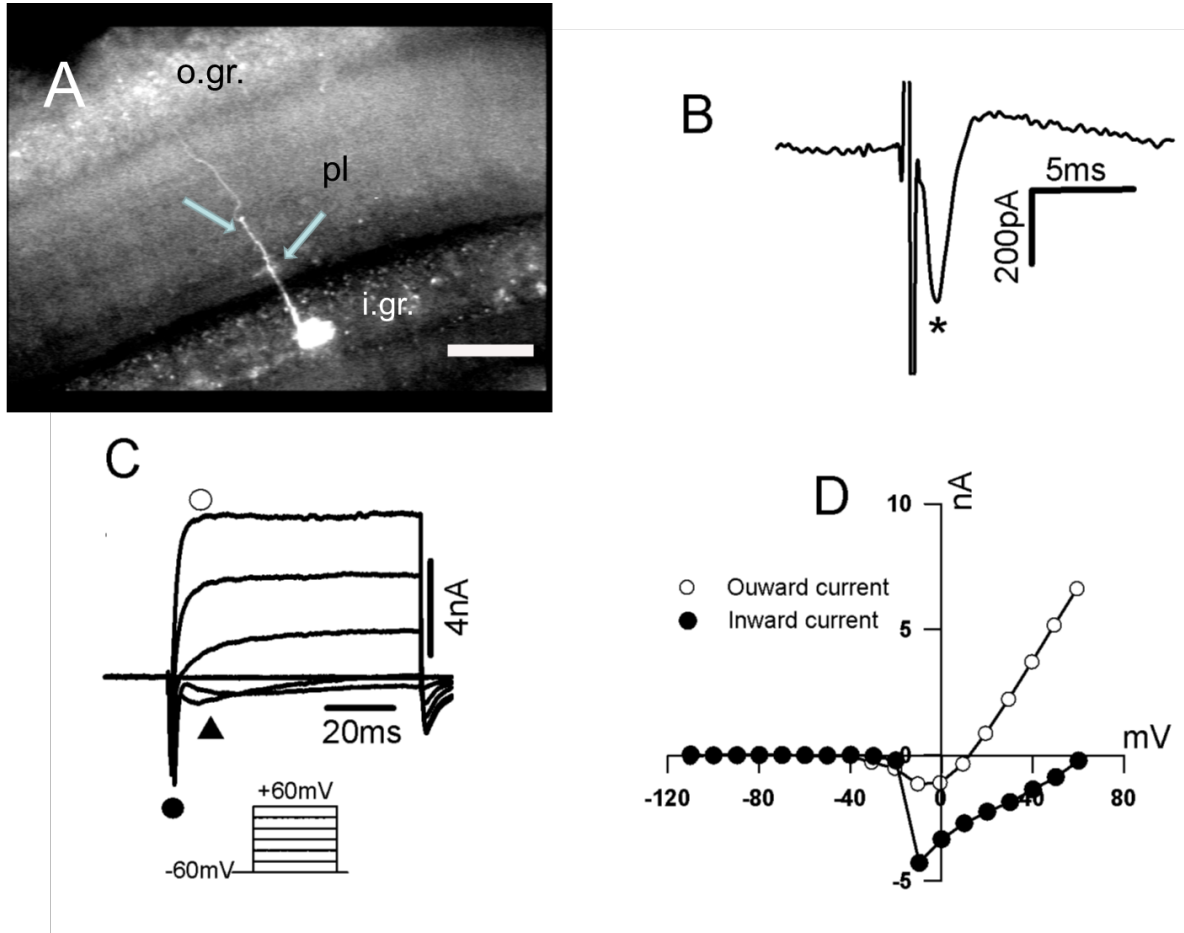 A
o.gr.
pl
i.gr.
B
5ms
200pA
*
C
4nA
20ms
+60mV
-60mV
D
nA
10
Ouward current
Inward current
5
0
mV
-120
-80
-40
0
40
80
-5